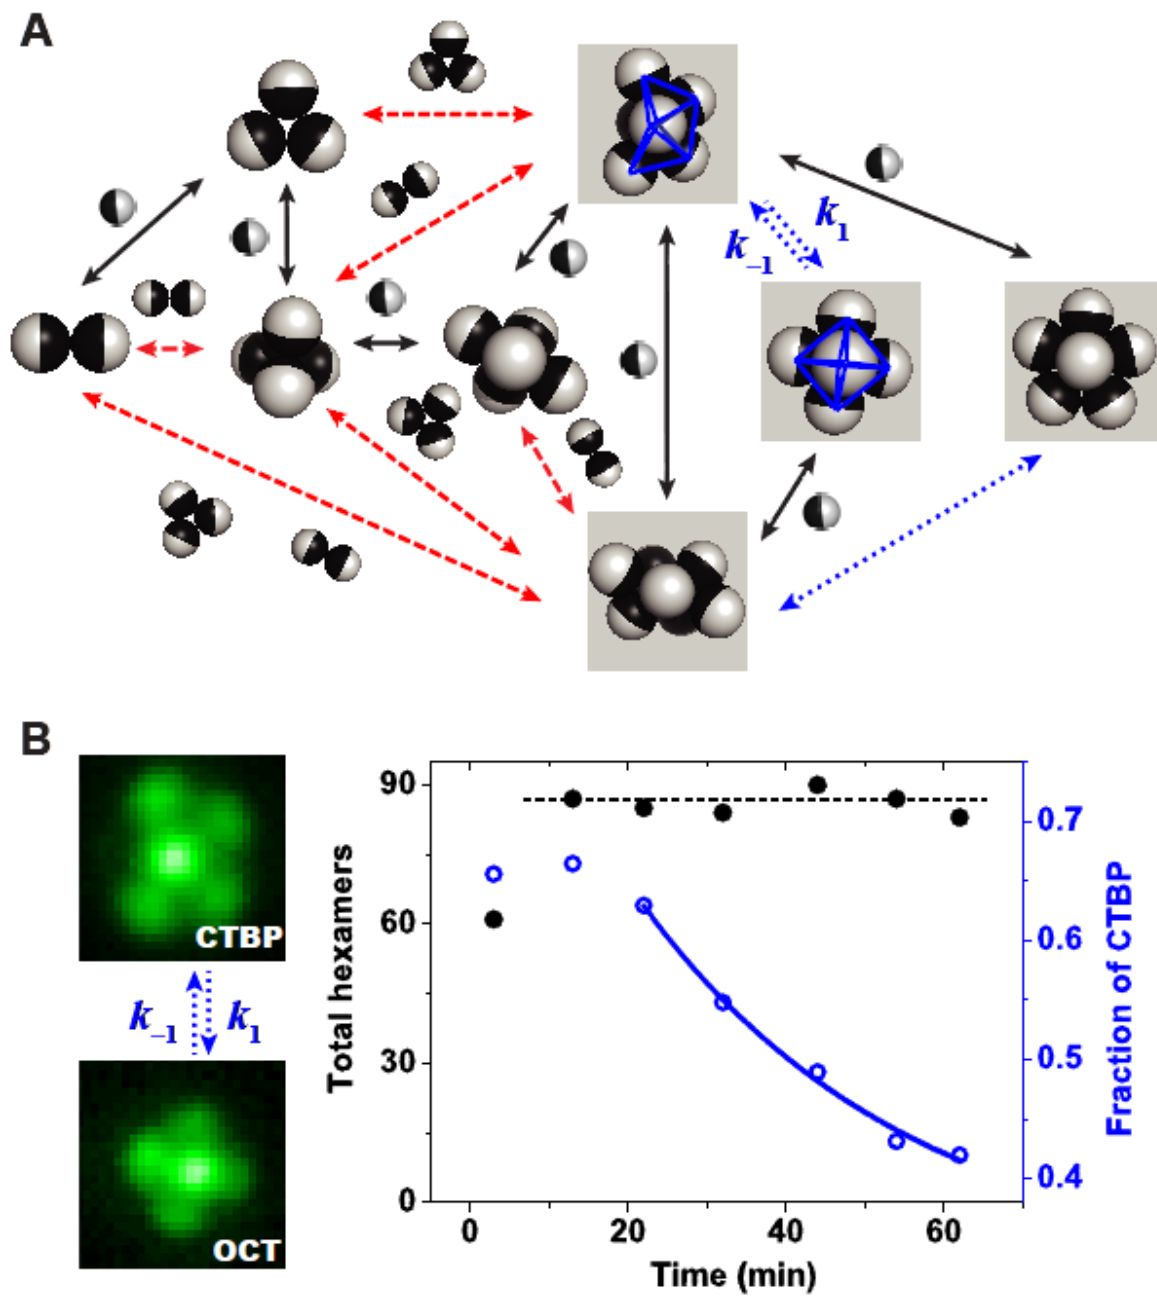 A
k₁
k₋₁
B
CTBP
k₋₁
k₁
OCT
Total hexamers
90
60
30
0
0
20
40
60
Time (min)
0.7
0.6
0.5
0.4
Fraction of CTBP